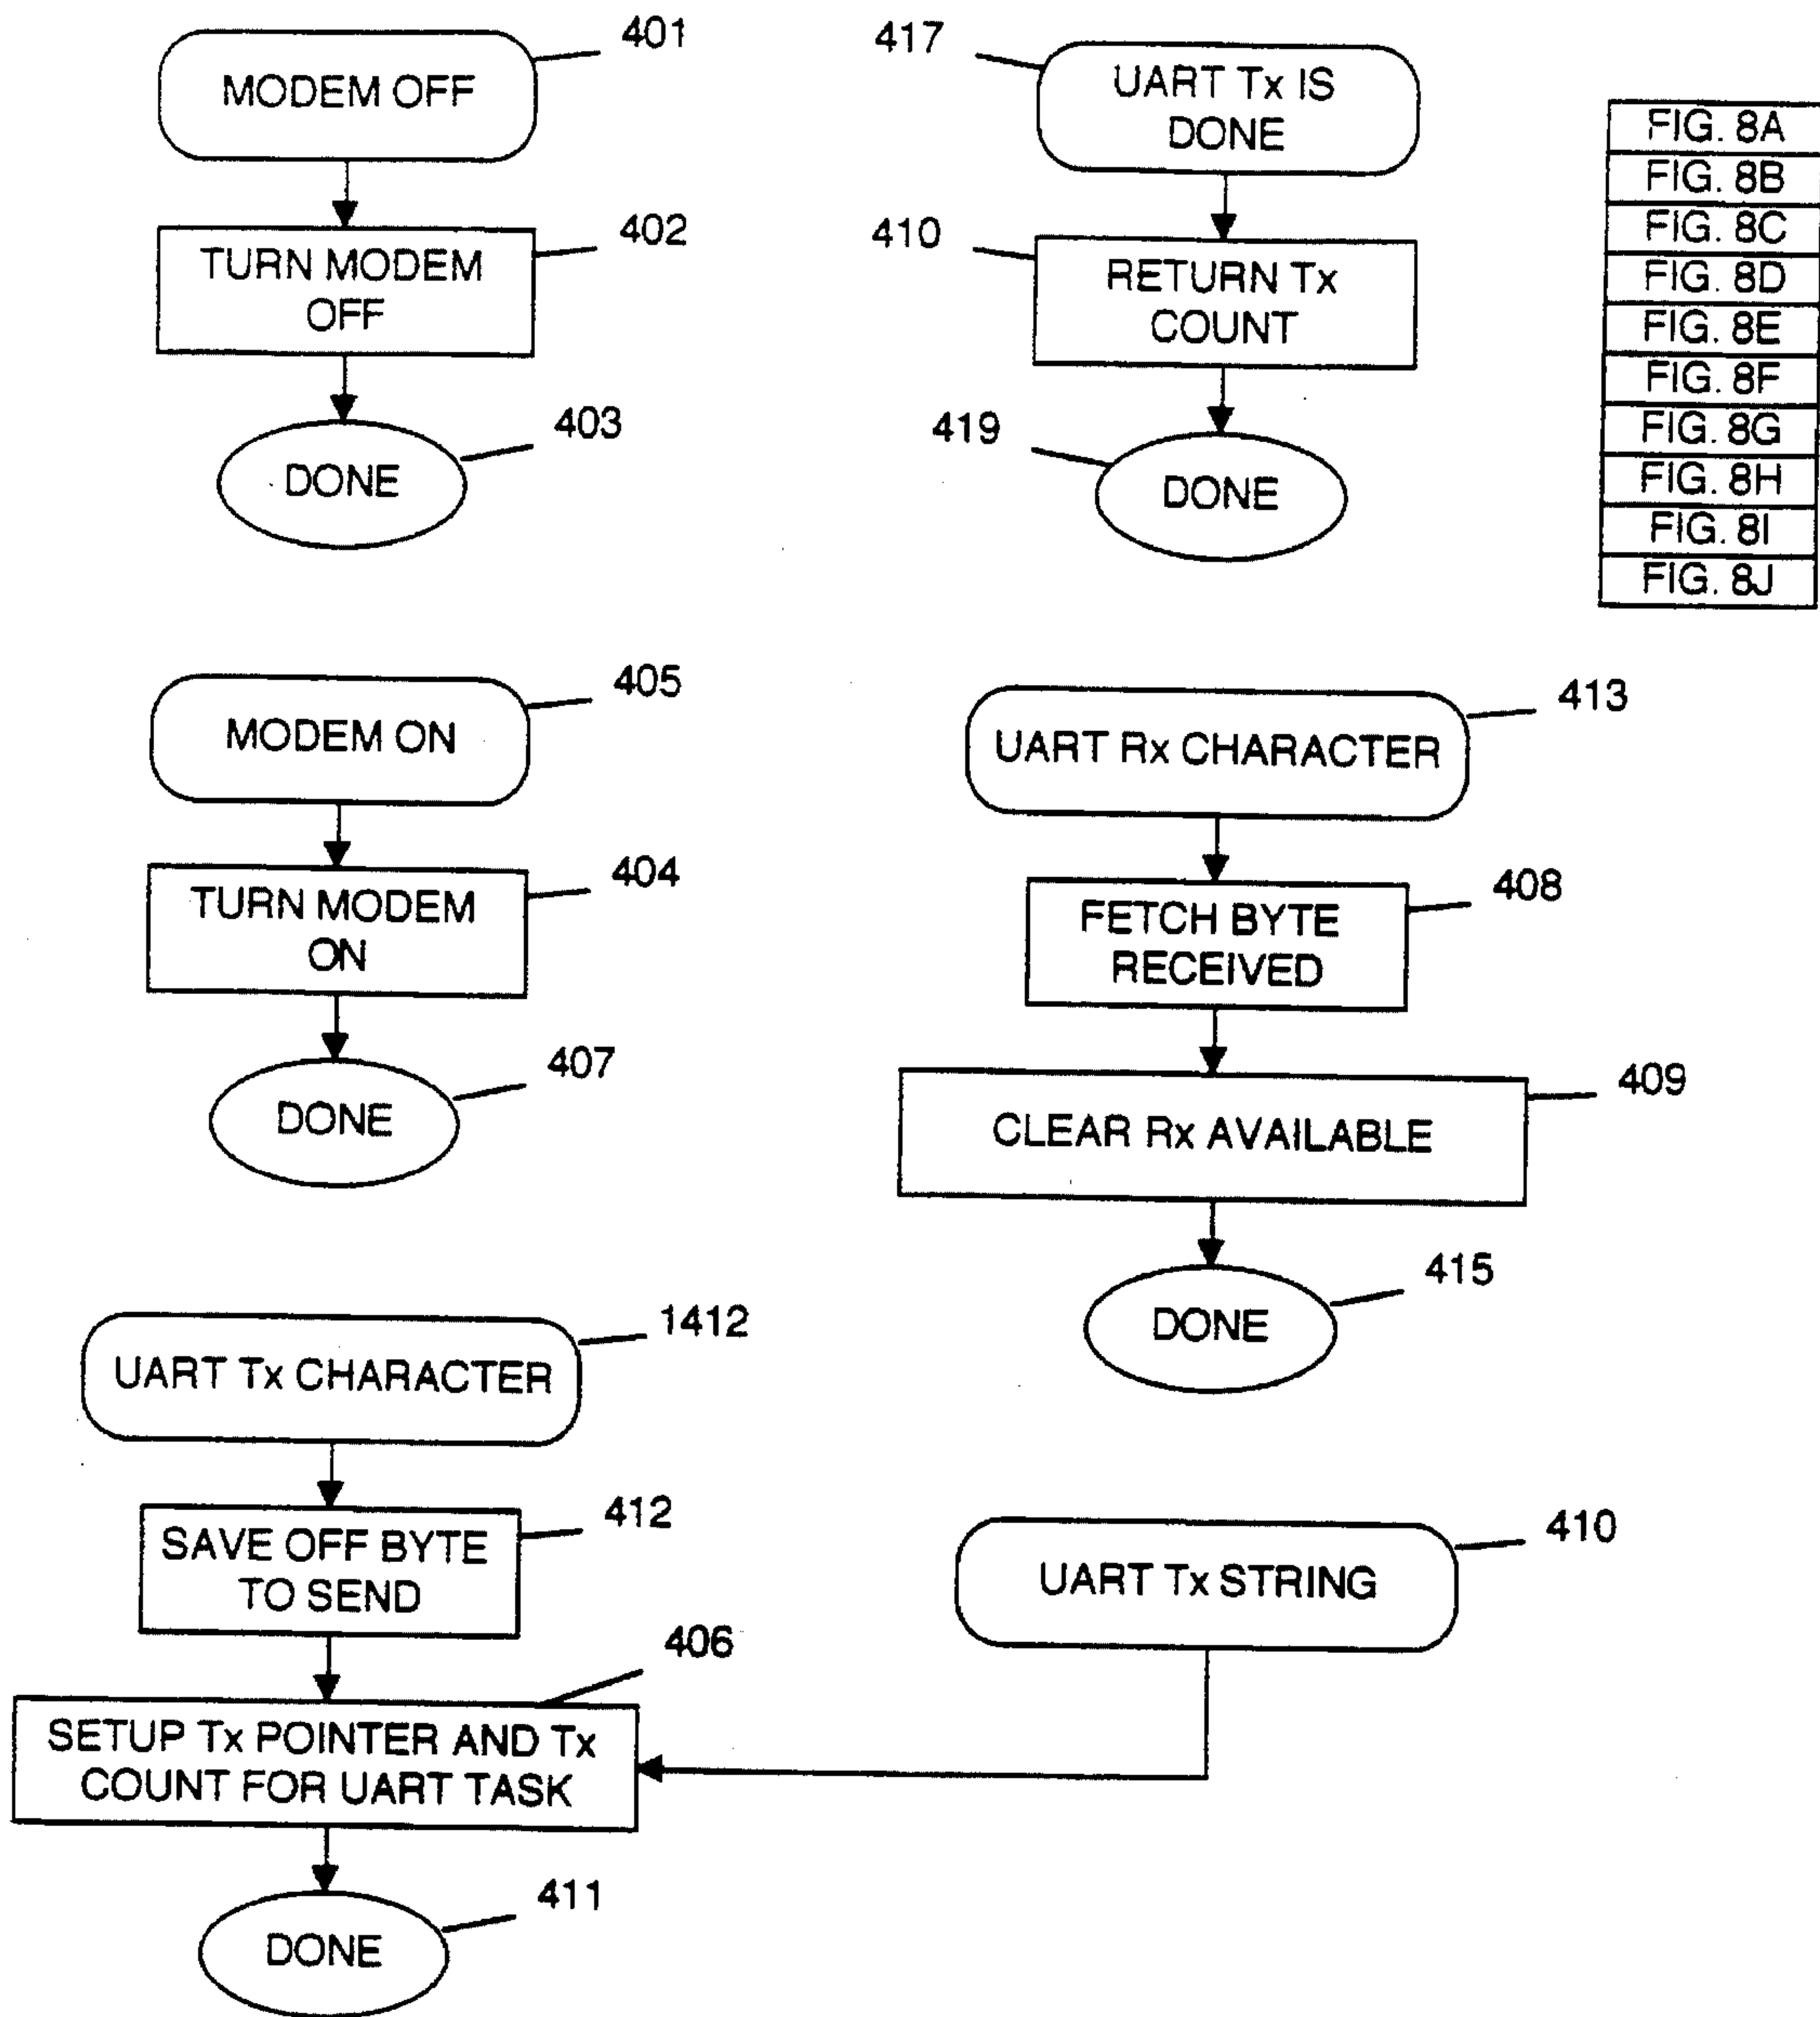 401
MODEM OFF
402
TURN MODEM
OFF
403
DONE
417
UART Tx IS
DONE
410
RETURN Tx
COUNT
419
DONE
FIG. 8A
FIG. 8B
FIG. 8C
FIG. 8D
FIG. 8E
FIG. 8F
FIG. 8G
FIG. 8H
FIG. 8I
FIG. 8J
405
MODEM ON
404
TURN MODEM
ON
407
DONE
413
UART Rx CHARACTER
408
FETCH BYTE
RECEIVED
409
CLEAR Rx AVAILABLE
415
DONE
1412
UART Tx CHARACTER
412
SAVE OFF BYTE
TO SEND
406
SETUP Tx POINTER AND Tx
COUNT FOR UART TASK
411
DONE
410
UART Tx STRING